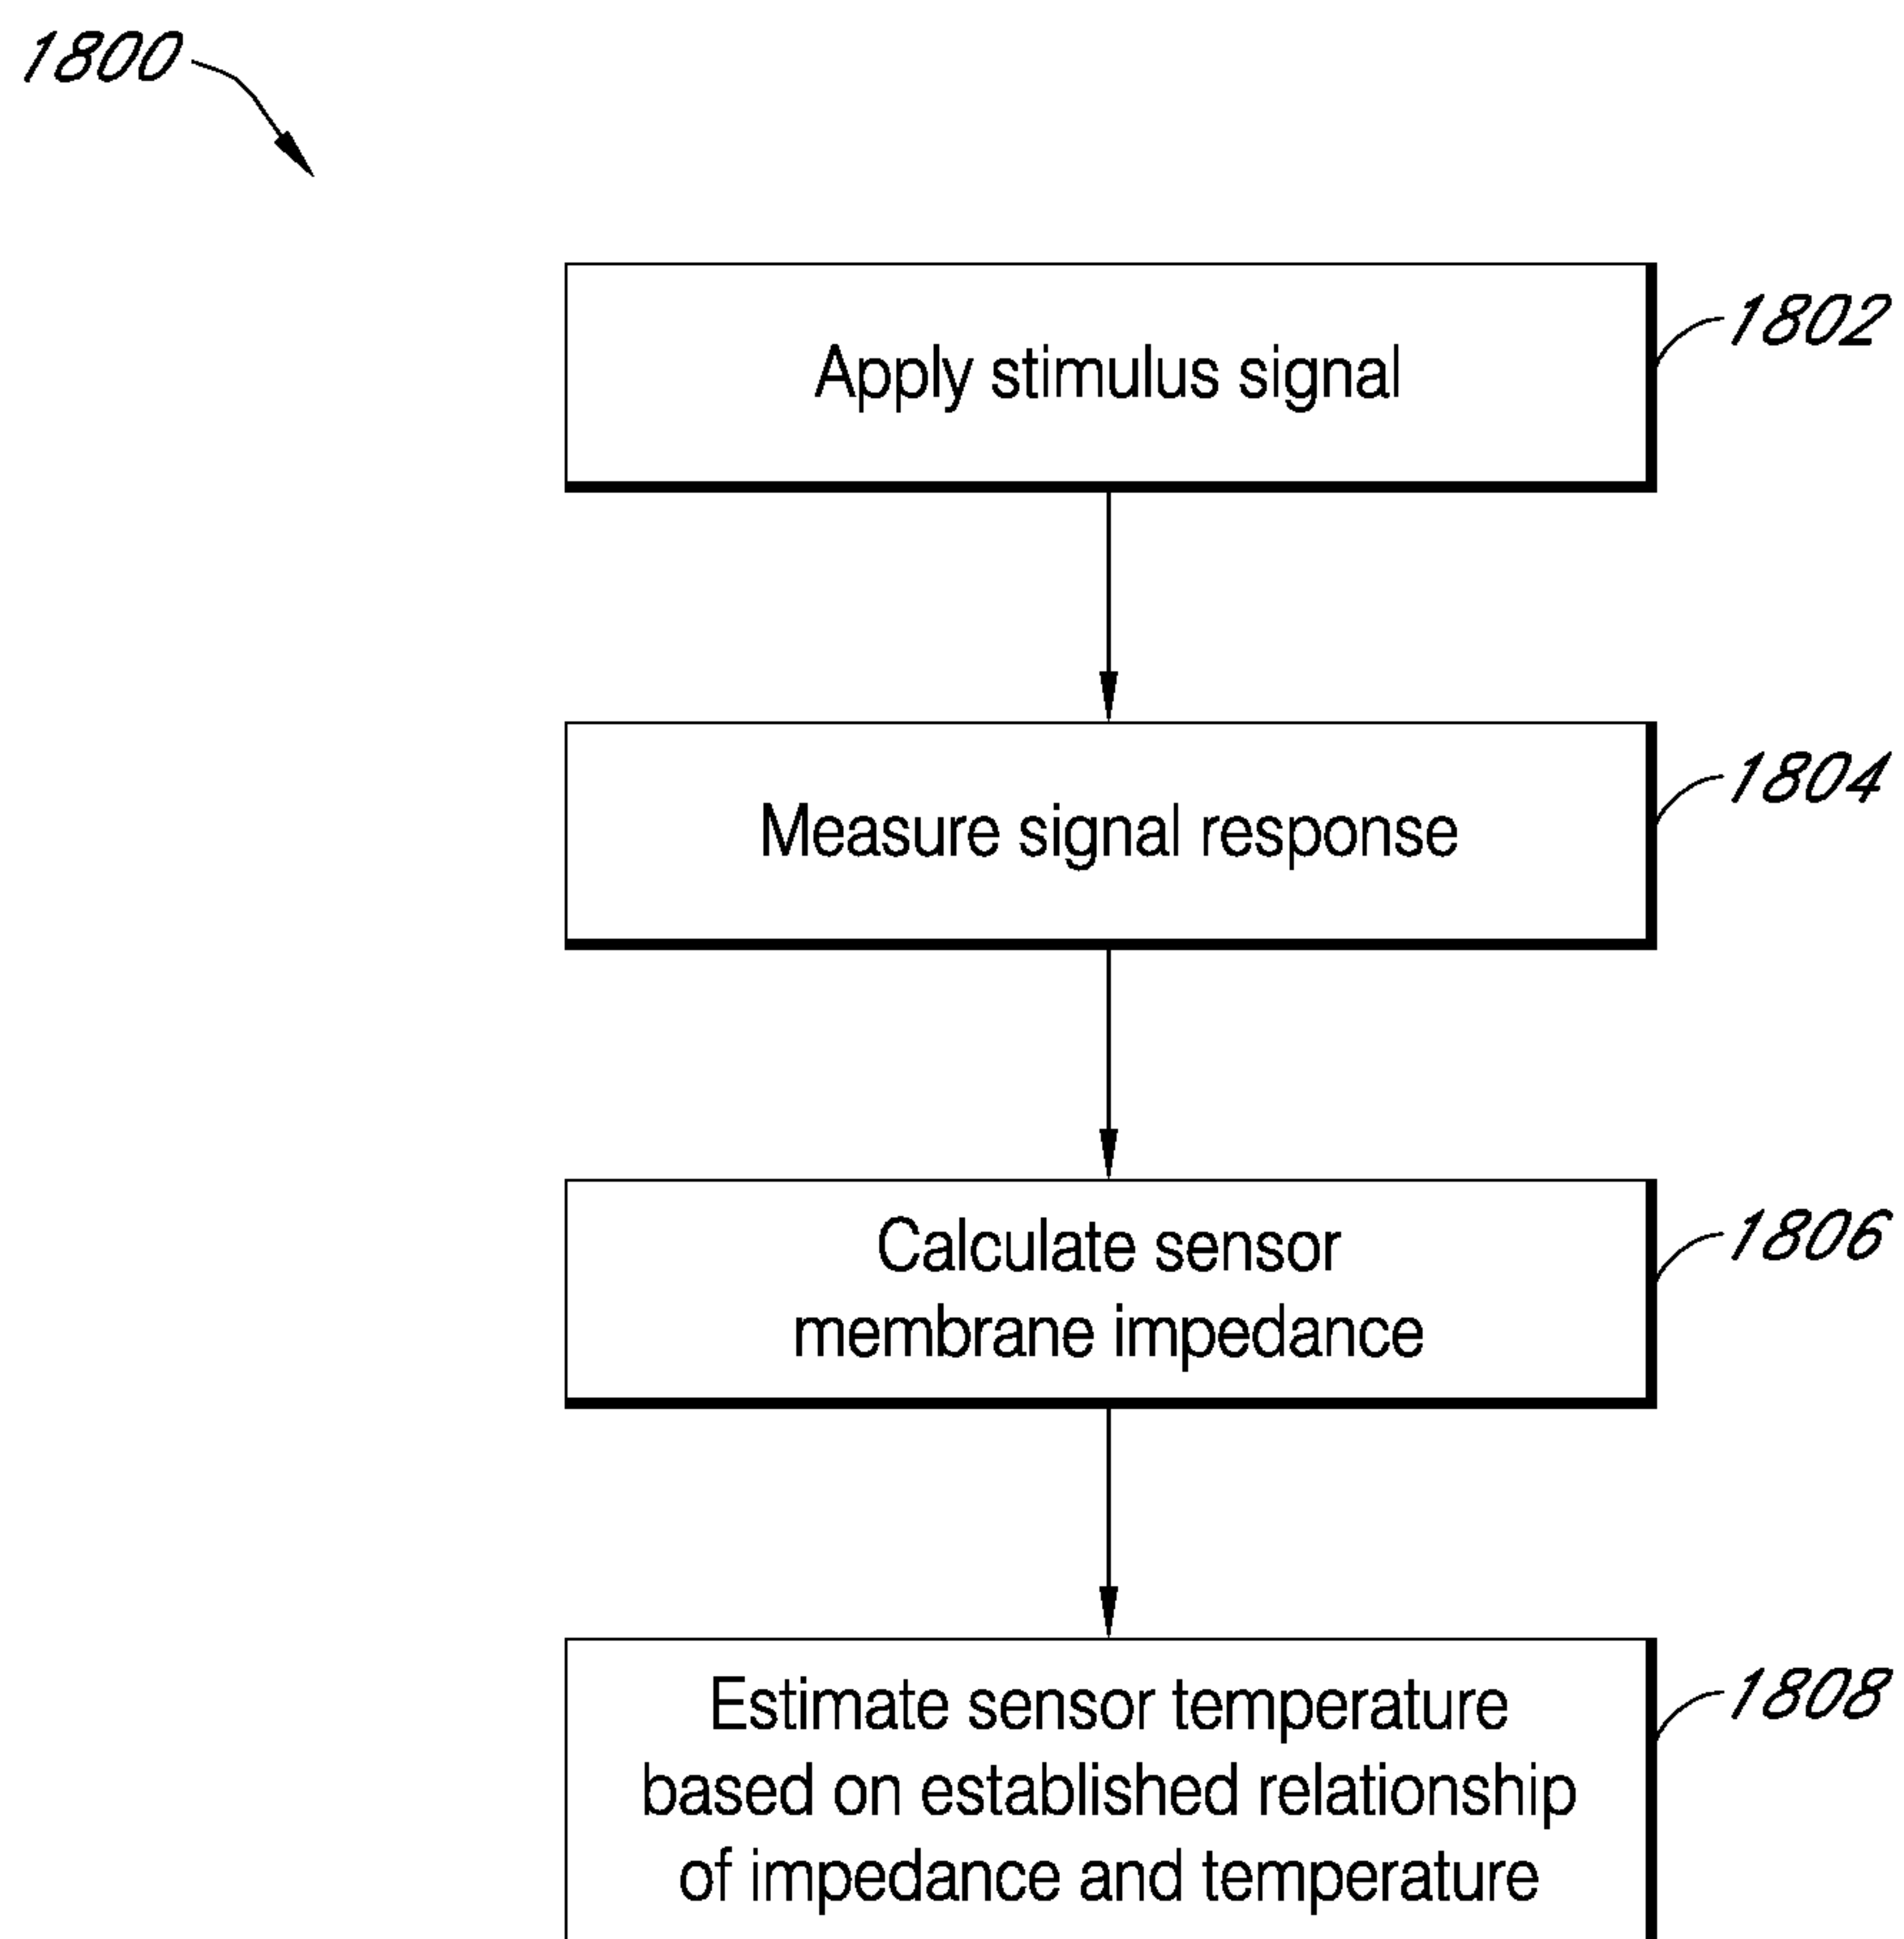 1800
Apply stimulus signal
1802
Measure signal response
1804
Calculate sensor
membrane impedance
1806
Estimate sensor temperature
based on established relationship
of impedance and temperature
1808